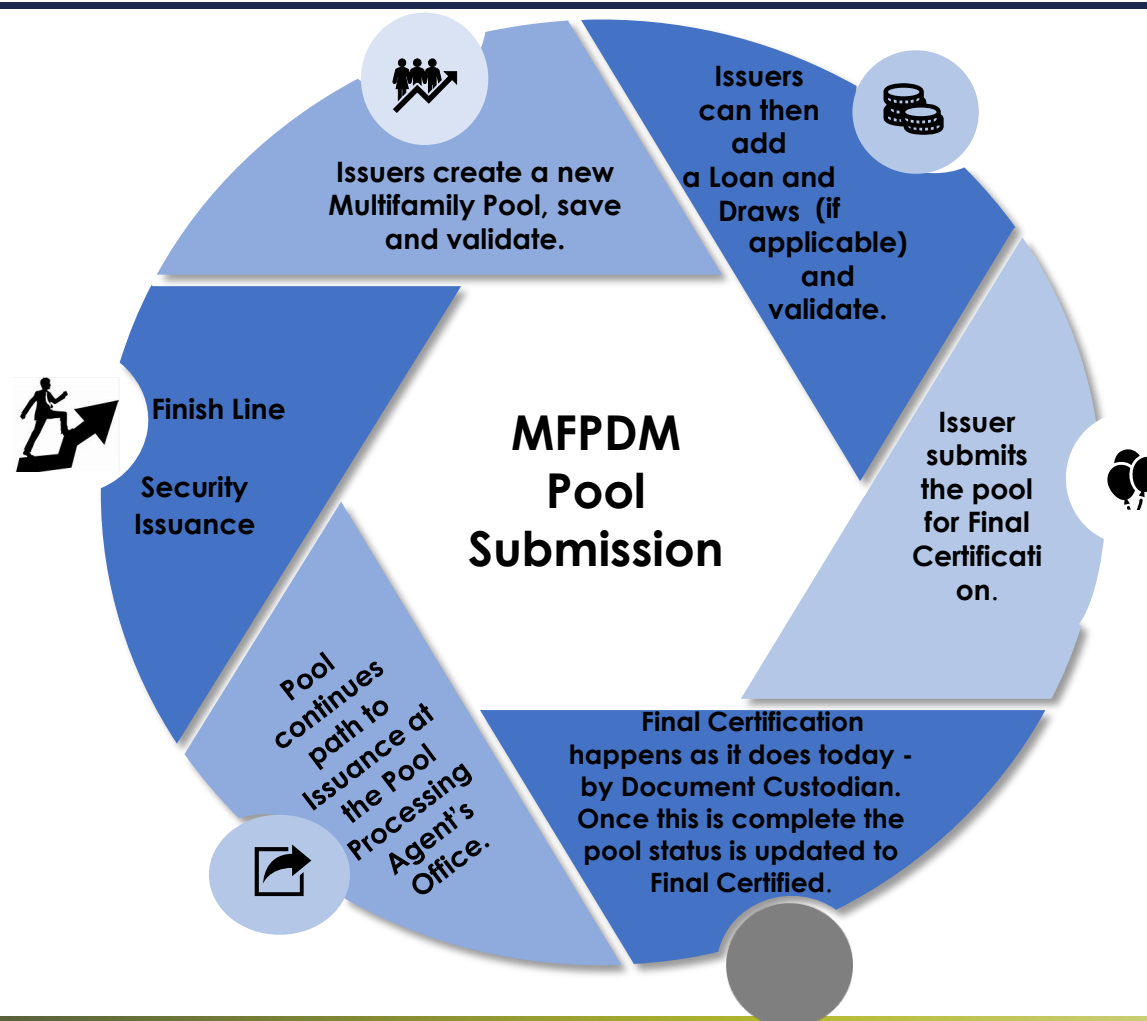 Issuers create a new
Multifamily Pool, save
and validate.
Issuers
can then
add
a Loan and
Draws (if
applicable)
and
validate.
Issuer
submits
the pool
for Final
Certificati
on.
Final Certification
happens as it does today -
by Document Custodian.
Once this is complete the
pool status is updated to
Final Certified.
Pool
continues
path to
Issuance at
the Pool
Processing
Agent's
Office.
Finish Line
Security
Issuance
MFPDM
Pool
Submission